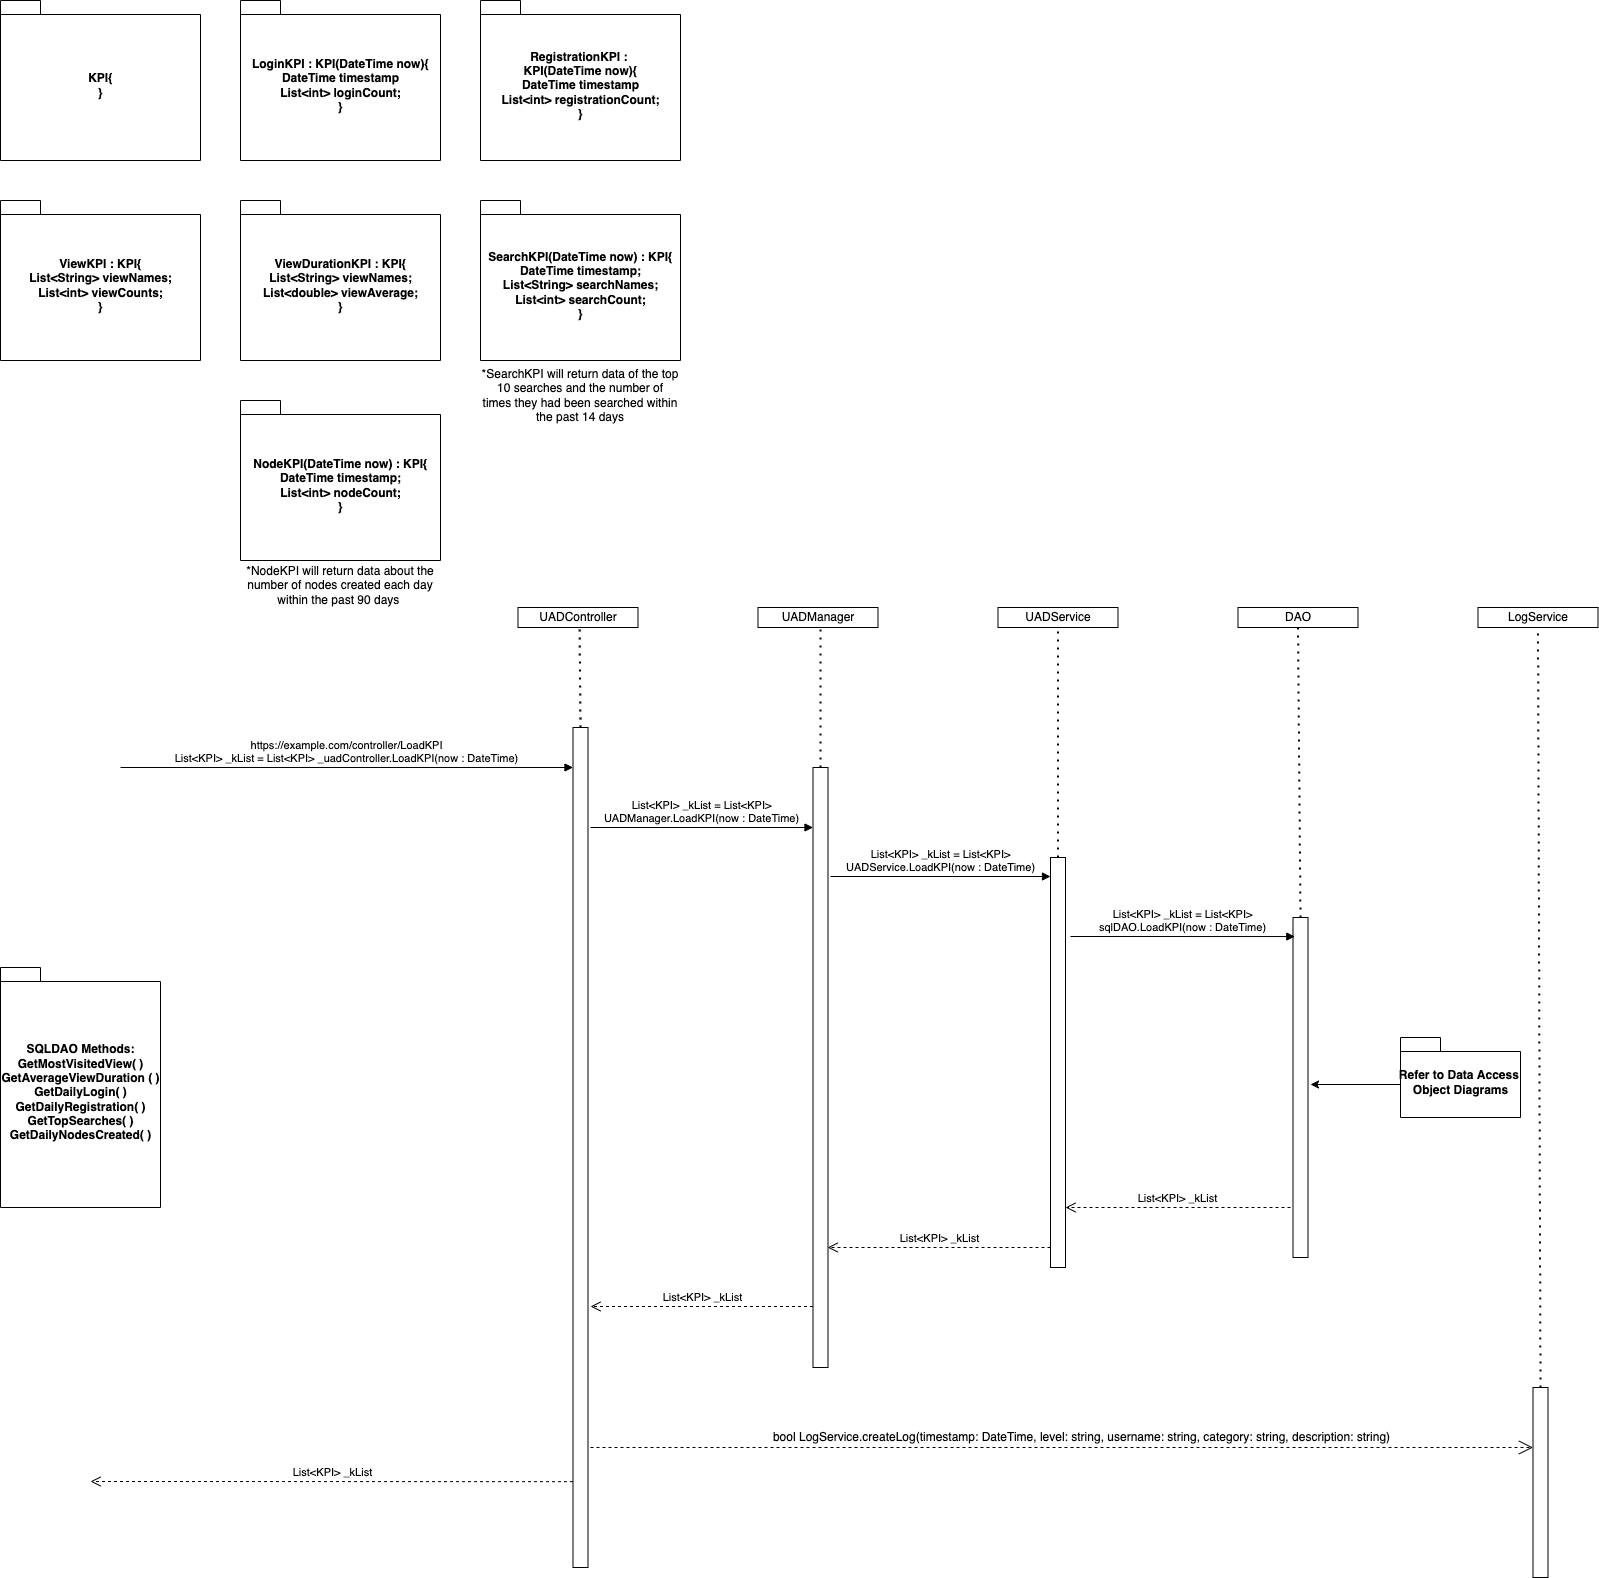 KPI{
}
LoginKPI : KPI(DateTime now){
DateTime timestamp
List<int> loginCount;
}
RegistrationKPI :
KPI(DateTime now){
DateTime timestamp
List<int> registrationCount;
}
ViewKPI : KPI{
List<String> viewNames;
List<int> viewCounts;
}
ViewDurationKPI : KPI{
List<String> viewNames;
List<double> viewAverage;
}
SearchKPI(DateTime now) : KPI{
DateTime timestamp;
List<String> searchNames;
List<int> searchCount;
}
*SearchKPI will return data of the top
10 searches and the number of
times they had been searched within
the past 14 days
NodeKPI(DateTime now) : KPI{
DateTime timestamp;
List<int> nodeCount;
}
*NodeKPI will return data about the
number of nodes created each day
within the past 90 days
UADController
UADManager
UADService
DAO
LogService
https://example.com/controller/LoadKPI
List<KPI> _kList = List<KPI> _uadController.LoadKPI(now : DateTime)
List<KPI> _kList = List<KPI>
UADManager.LoadKPI(now : DateTime)
List<KPI> _kList = List<KPI>
UADService.LoadKPI(now : DateTime)
List<KPI> _kList = List<KPI>
sqlDAO.LoadKPI(now : DateTime)
SQLDAO Methods:
GetMostVisitedView( )
GetAverageViewDuration ( )
GetDailyLogin( )
GetDailyRegistration( )
GetTopSearches( )
GetDailyNodesCreated( )
Refer to Data Access
Object Diagrams
List<KPI> _kList
List<KPI> _kList
List<KPI> _kList
bool LogService.createLog(timestamp: DateTime, level: string, username: string, category: string, description: string)
List<KPI> _kList